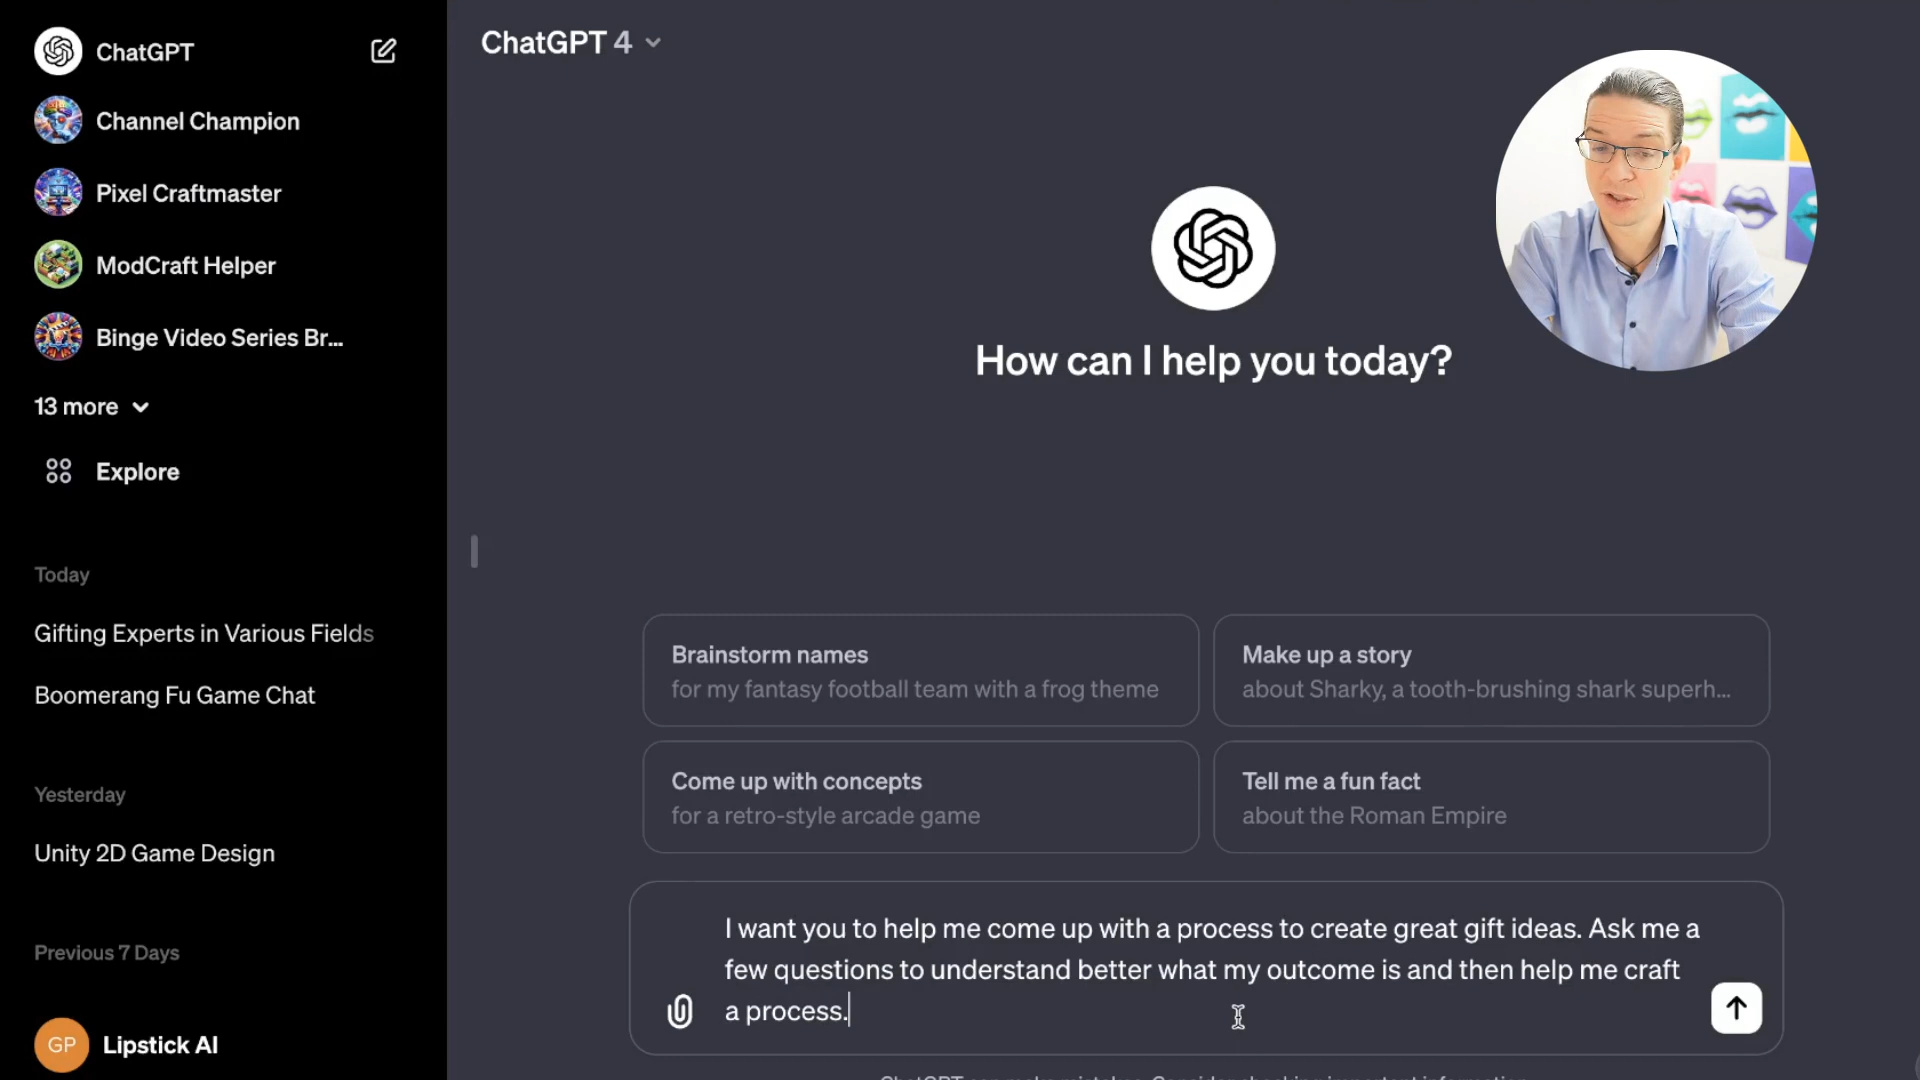 ChatGPT
Channel Champion
Pixel Craftmaster
ModCraft Helper
Binge Video Series Br...
13 more
Explore
Today
Gifting Experts in Various Fields
Boomerang Fu Game Chat
Yesterday
Unity 2D Game Design
Previous 7 Days
GP Lipstick AI
ChatGPT 4
How can I help you today?
Brainstorm names
for my fantasy football team with a frog theme
Make up a story
about Sharky, a tooth-brushing shark superh...
Come up with concepts
for a retro-style arcade game
Tell me a fun fact
about the Roman Empire
I want you to help me come up with a process to create great gift ideas. Ask me a
few questions to understand better what my outcome is and then help me craft
a process.